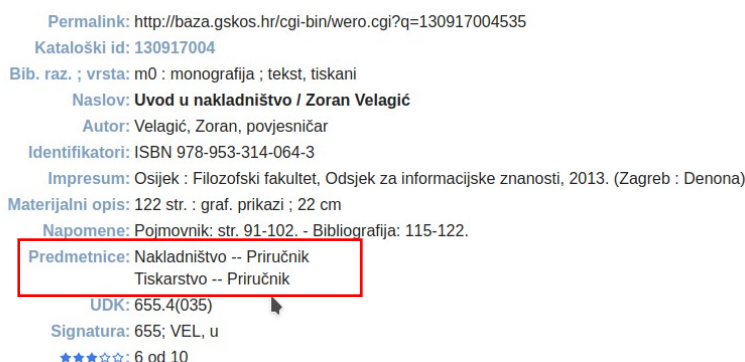 Permalink: http://baza.gskos.hr/cgi-bin/wero.cgi?q=130917004535
Kataloški id: 130917004
Bib. raz. ; vrsta: m0 : monografija ; tekst, tiskani
Naslov: Uvod u nakladništvo / Zoran Velagić
Autor: Velagić, Zoran, povjesničar
Identifikatori: ISBN 978-953-314-064-3
Impresum: Osijek : Filozofski fakultet, Odsjek za informacijske znanosti, 2013. (Zagreb : Denona)
Materijalni opis: 122 str. : graf. prikazi ; 22 cm
Napomene: Pojmovnik: str. 91-102. - Bibliografija: 115-122.
Predmetnice: Nakladništvo -- Priručnik
Tiskarstvo -- Priručnik
UDK: 655.4(035)
Signatura: 655; VEL, u
★★★☆☆: 6 od 10